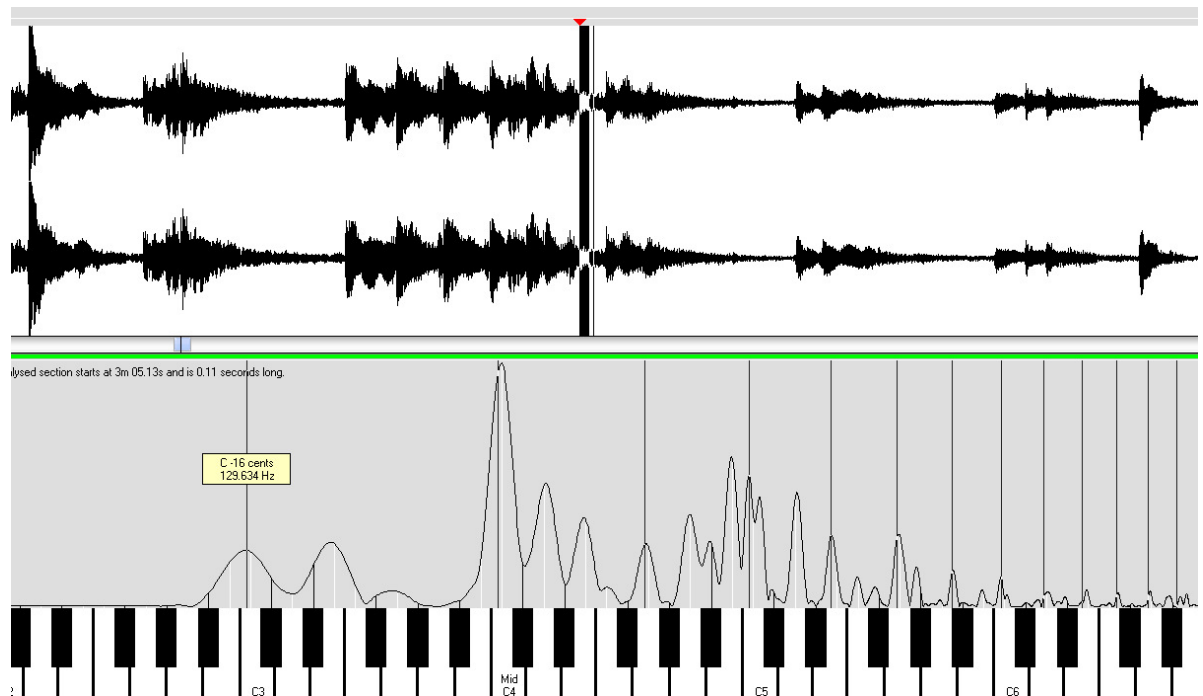 lysed section starts at 3m 05.13s and is 0.11 seconds long.
C -16 cents
129.634 Hz
Mid
2 C3 C4 C5 C6